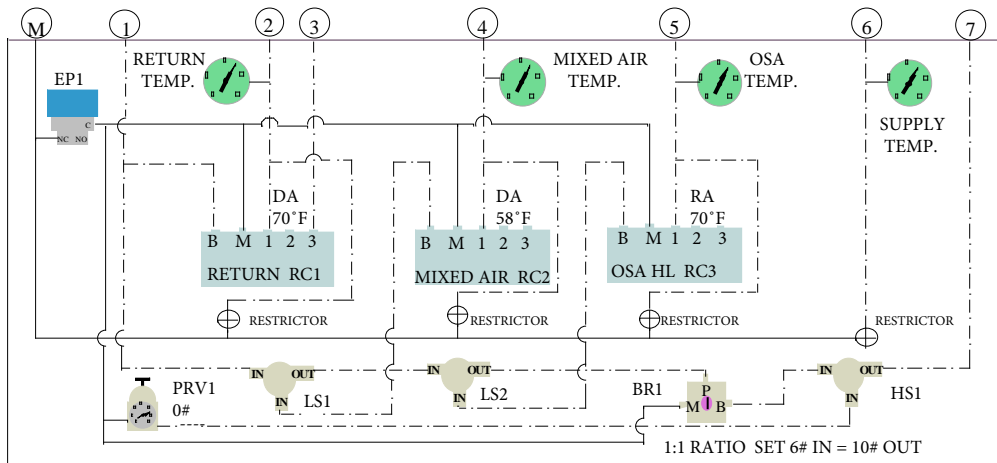 M 1 2 3 4 5 6 7
RETURN
TEMP.
MIXED AIR
TEMP.
OSA
TEMP.
EP1
SUPPLY
TEMP.
C
NC NO
DA
70°F
DA
58°F
RA
70°F
B M 1 2 3
RETURN RC1
B M 1 2 3
MIXED AIR RC2
B M 1 2 3
OSA HL RC3
RESTRICTOR
RESTRICTOR
RESTRICTOR
RESTRICTOR
PRV1
0#
IN OUT
IN
LS1
IN OUT
IN
LS2
BR1
P
M B
IN OUT
IN
HS1
1:1 RATIO SET 6# IN = 10# OUT